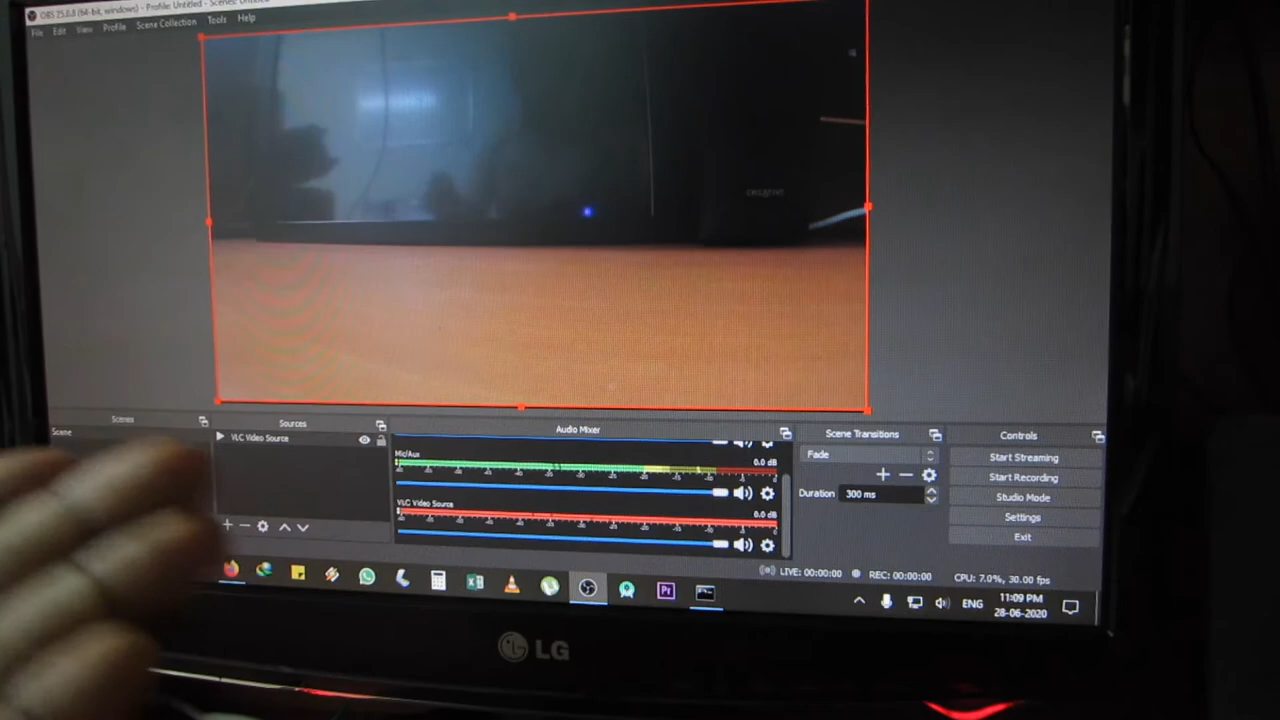 OBS 25.0.8 (64-bit, windows) - Profile: Untitled - Scenes: Untitled
File Edit View Profile Scene Collection Tools Help
creative
Scenes
Scene
Sources
VLC Video Source
Audio Mixer
Mic/Aux 0.0 dB
VLC Video Source 0.0 dB
Scene Transitions
Fade
Duration 300 ms
Controls
Start Streaming
Start Recording
Studio Mode
Settings
Exit
LIVE: 00:00:00 REC: 00:00:00 CPU: 7.0%, 30.00 fps
Pr
ENG
11:09 PM
28-06-2020
LG